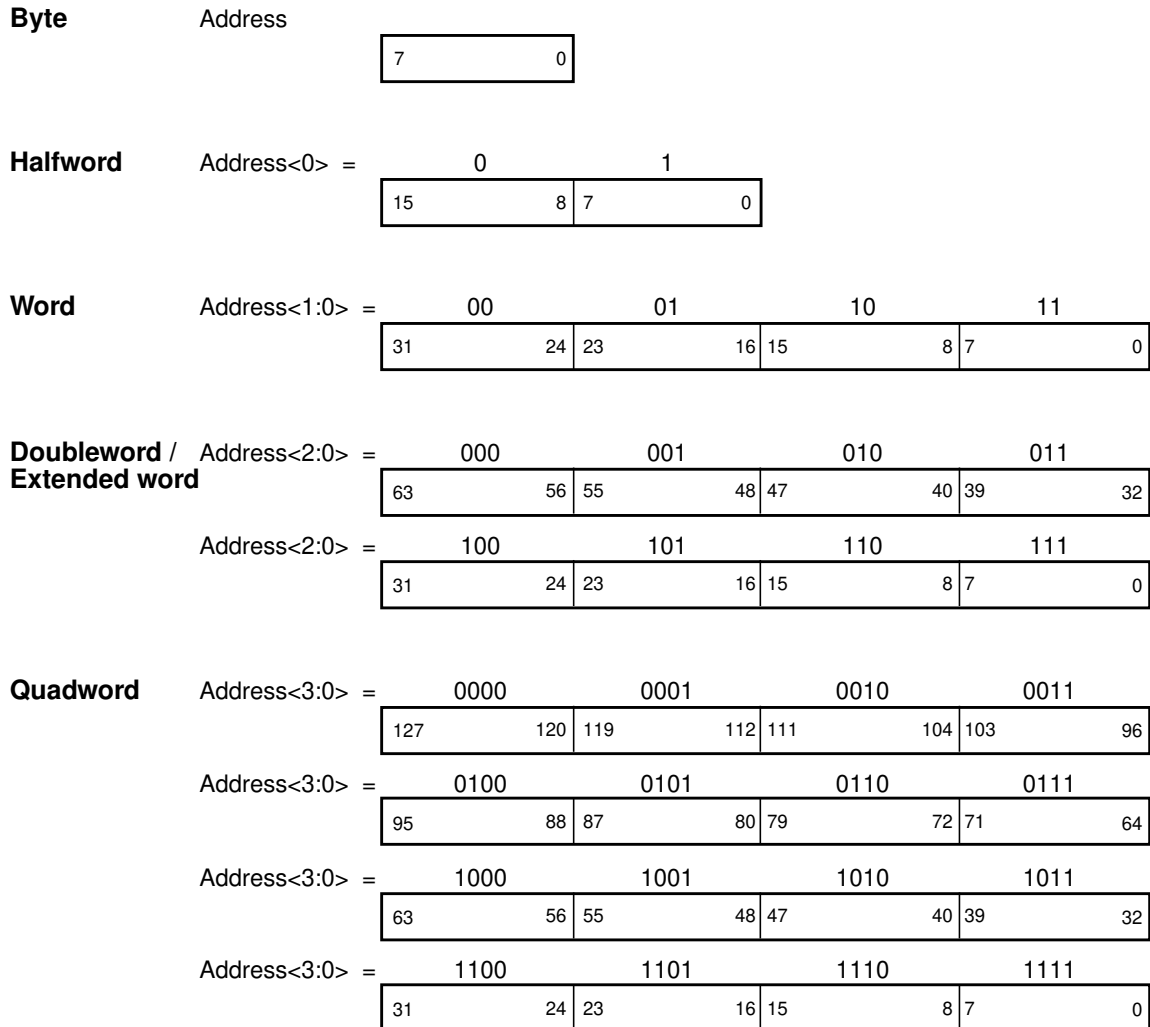 Byte Address
7 0
Halfword Address<0> = 0 1
15 8 7 0
Word Address<1:0> = 00 01 10 11
31 24 23 16 15 8 7 0
Doubleword / Address<2:0> = 000 001 010 011
Extended word
63 56 55 48 47 40 39 32
Address<2:0> = 100 101 110 111
31 24 23 16 15 8 7 0
Quadword Address<3:0> = 0000 0001 0010 0011
127 120 119 112 111 104 103 96
Address<3:0> = 0100 0101 0110 0111
95 88 87 80 79 72 71 64
Address<3:0> = 1000 1001 1010 1011
63 56 55 48 47 40 39 32
Address<3:0> = 1100 1101 1110 1111
31 24 23 16 15 8 7 0